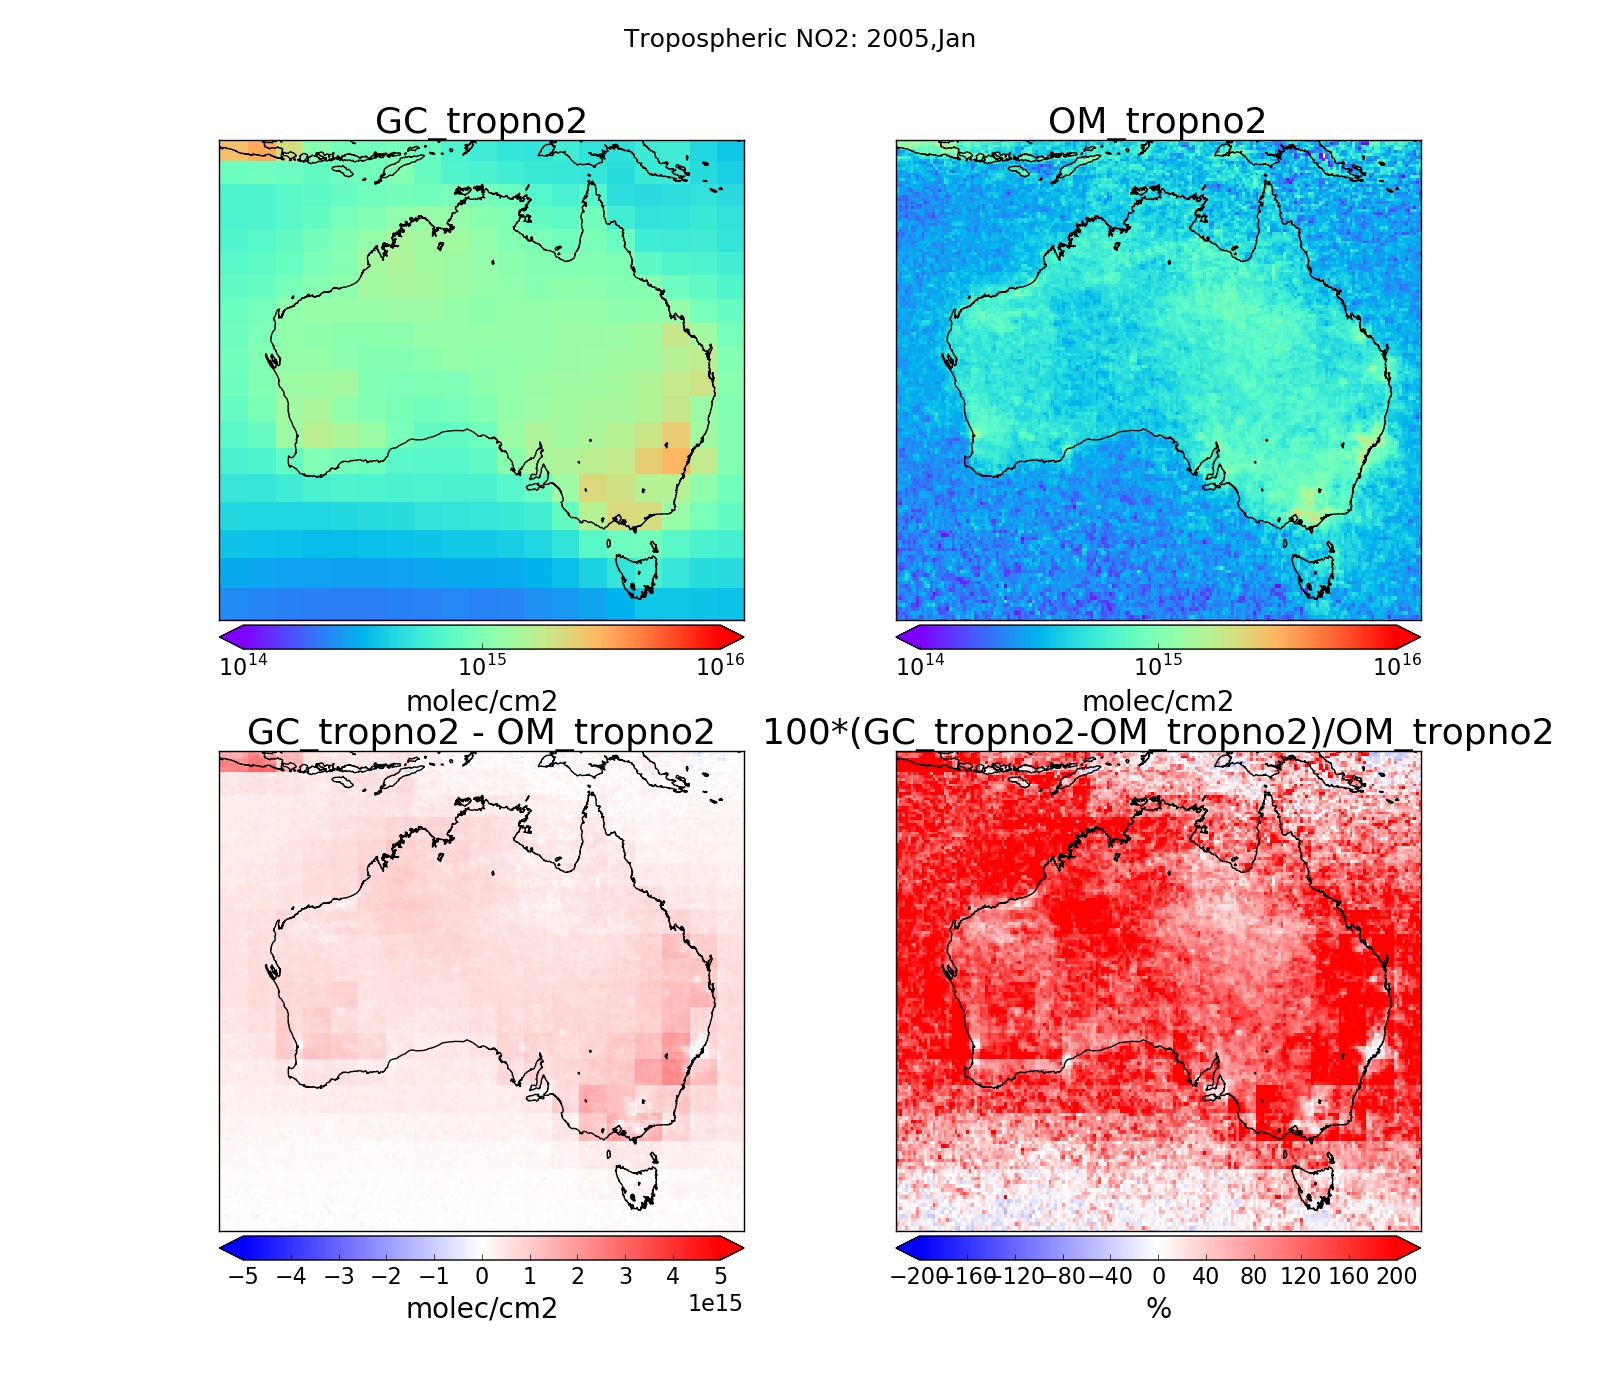 Tropospheric NO2: 2005,Jan
GC_tropno2
OM_tropno2
10^14 10^15 10^16
molec/cm2
10^14 10^15 10^16
molec/cm2
GC_tropno2 - OM_tropno2
100*(GC_tropno2-OM_tropno2)/OM_tropno2
−5 −4 −3 −2 −1 0 1 2 3 4 5
molec/cm2
1e15
−200 −160 −120 −80 −40 0 40 80 120 160 200
%